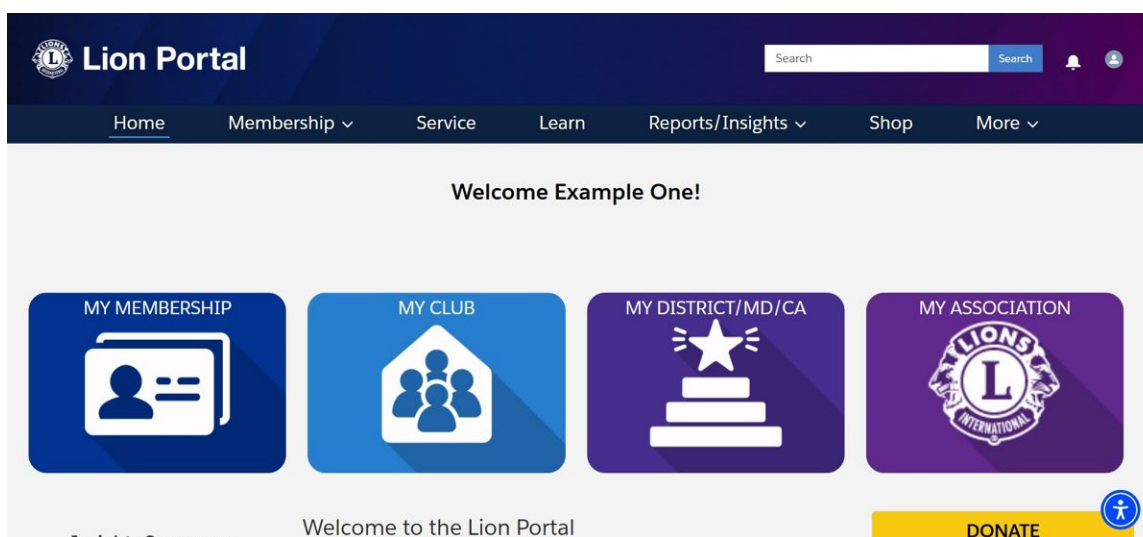 Lion Portal
Search Search
Home Membership Service Learn Reports/Insights Shop More
Welcome Example One!
MY MEMBERSHIP MY CLUB MY DISTRICT/MD/CA MY ASSOCIATION
LIONS
L
INTERNATIONAL
Welcome to the Lion Portal
DONATE